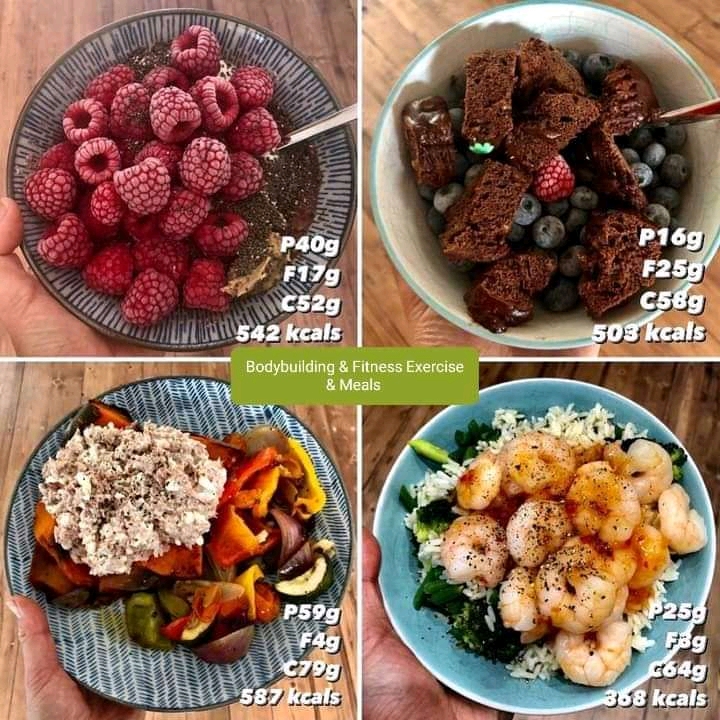 P40g
F17g
C52g
542 kcals
P16g
F25g
C58g
503 kcals
Bodybuilding & Fitness Exercise
& Meals
P59g
F4g
C79g
587 kcals
P25g
F3g
C64g
368 kcals